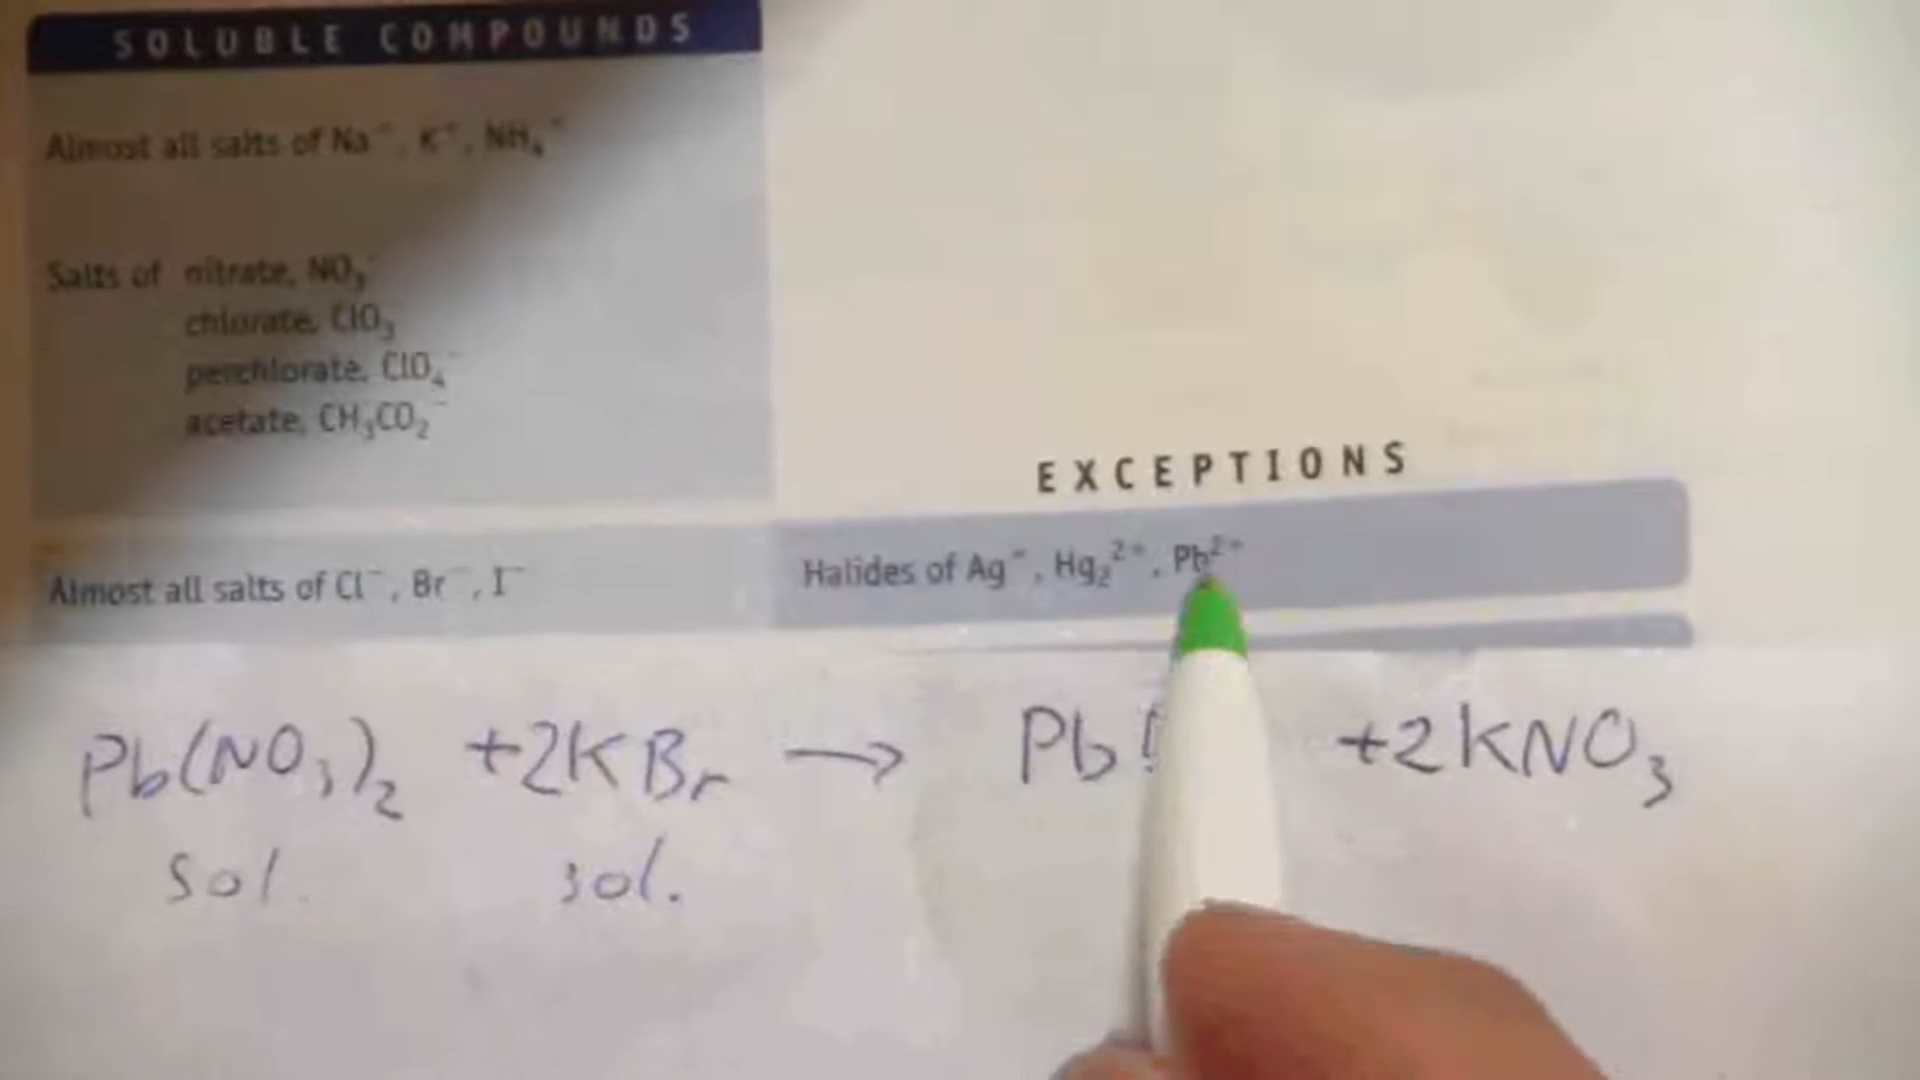 SOLUBLE COMPOUNDS
Almost all salts of Na⁺, K⁺, NH₄⁺
Salts of nitrate, NO₃⁻
chlorate, ClO₃⁻
perchlorate, ClO₄⁻
acetate, CH₃CO₂⁻
EXCEPTIONS
Almost all salts of Cl⁻, Br⁻, I⁻
Halides of Ag⁺, Hg₂²⁺, Pb²⁺
Pb(NO₃)₂ +2KBr → Pb +2KNO₃
sol. sol.